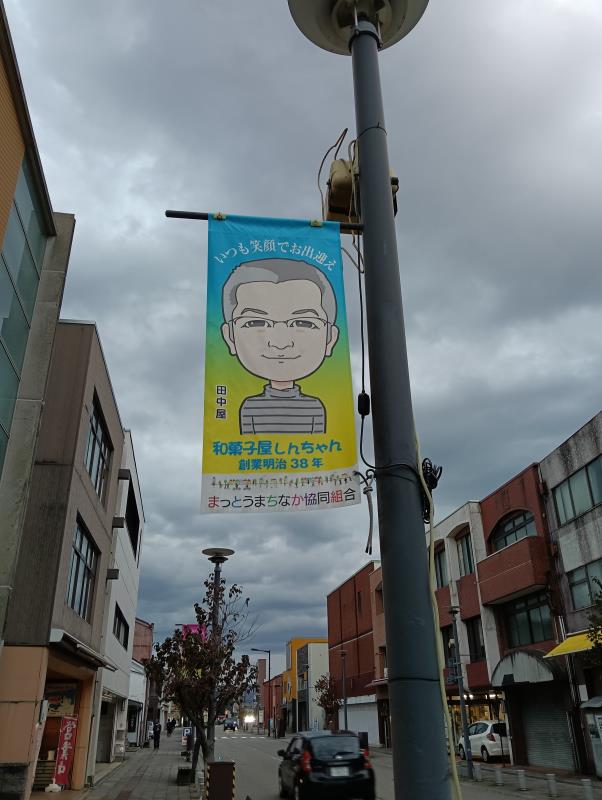 いつも笑顔でお出迎え
田中屋
和菓子屋しんちゃん
創業明治38年
まっとうまちなか協同組合